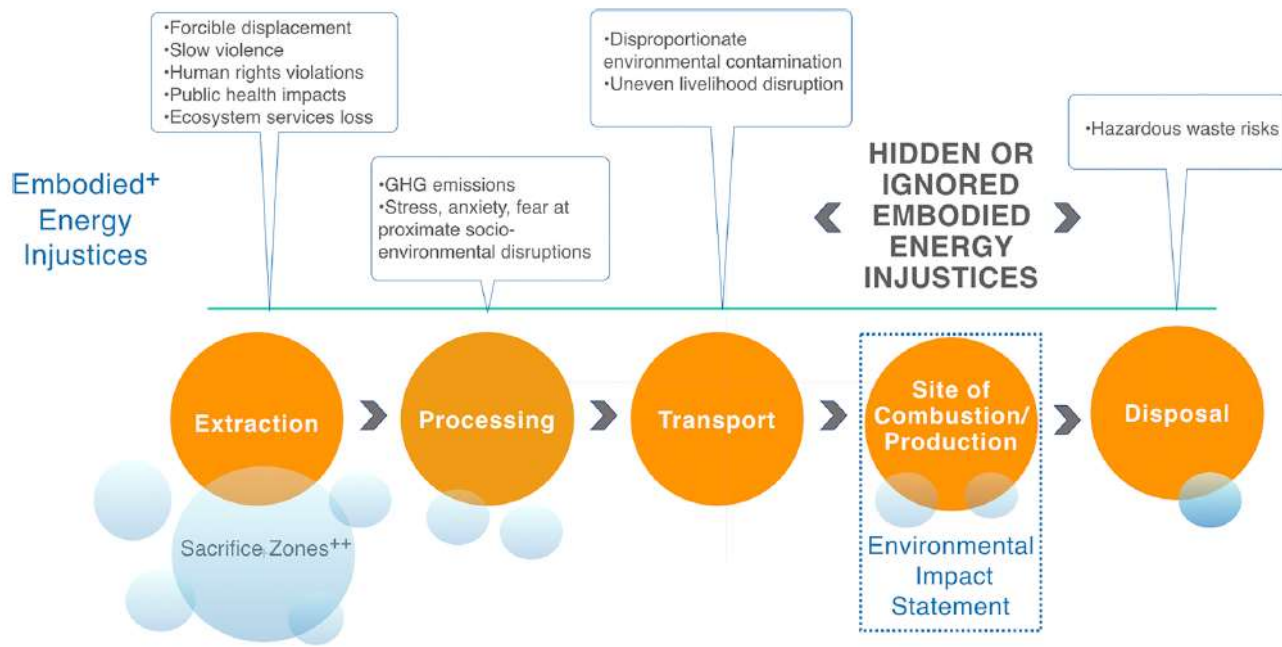 •Forcible displacement
•Slow violence
•Human rights violations
•Public health impacts
•Ecosystem services loss
•Disproportionate
environmental contamination
•Uneven livelihood disruption
•Hazardous waste risks
Embodied+
Energy
Injustices
•GHG emissions
•Stress, anxiety, fear at
proximate socio-
environmental disruptions
HIDDEN OR
IGNORED
EMBODIED
ENERGY
INJUSTICES
Extraction
Processing
Transport
Site of
Combustion/
Production
Disposal
Sacrifice Zones++
Environmental
Impact
Statement